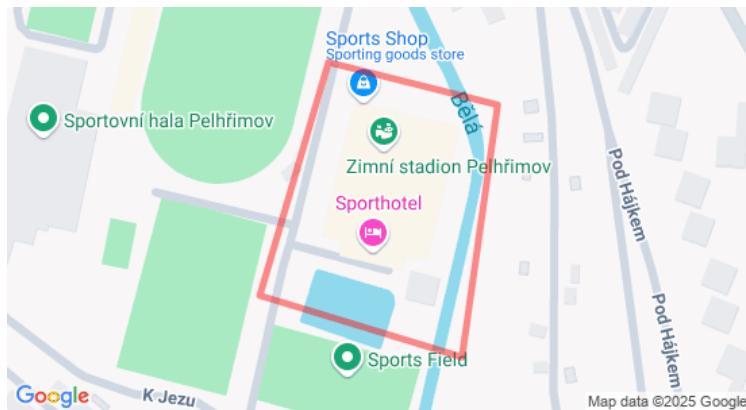 Sports Shop
Sporting goods store
Bělá
Sportovní hala Pelhřimov
Zimní stadion Pelhřimov
Pod Hájkem
Sporthotel
Pod Hájkem
Sports Field
K Jezu
Google
Map data ©2025 Google